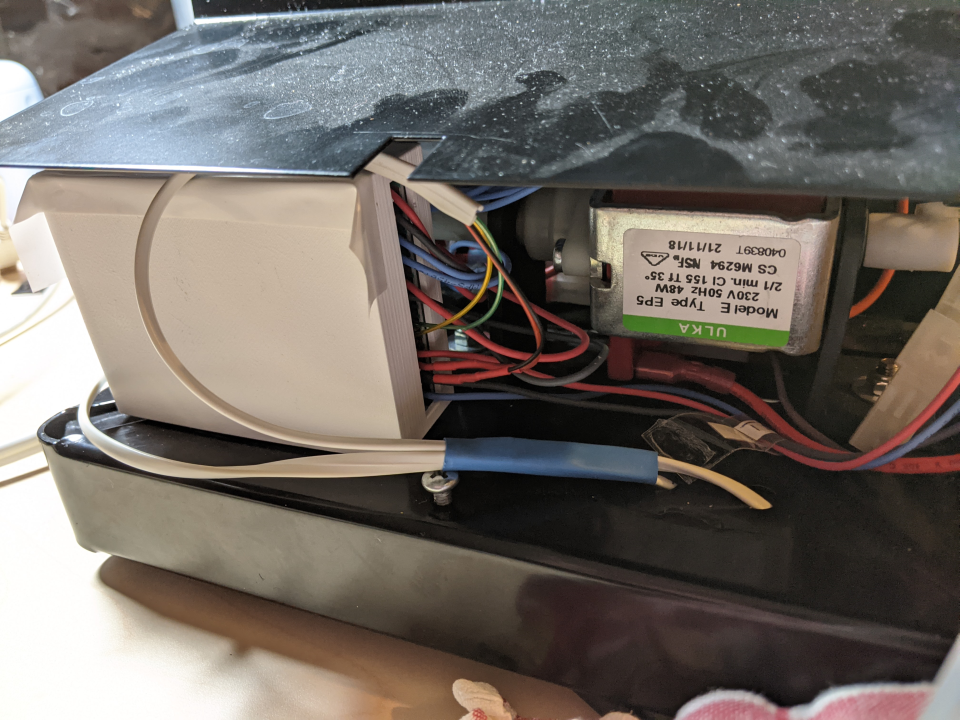 ULKA
Model E Type EP5
230V 50Hz 48W
2/1 min. Cl 155 Tf 35°
CS M6294 NSF®
21/11/18
040839T